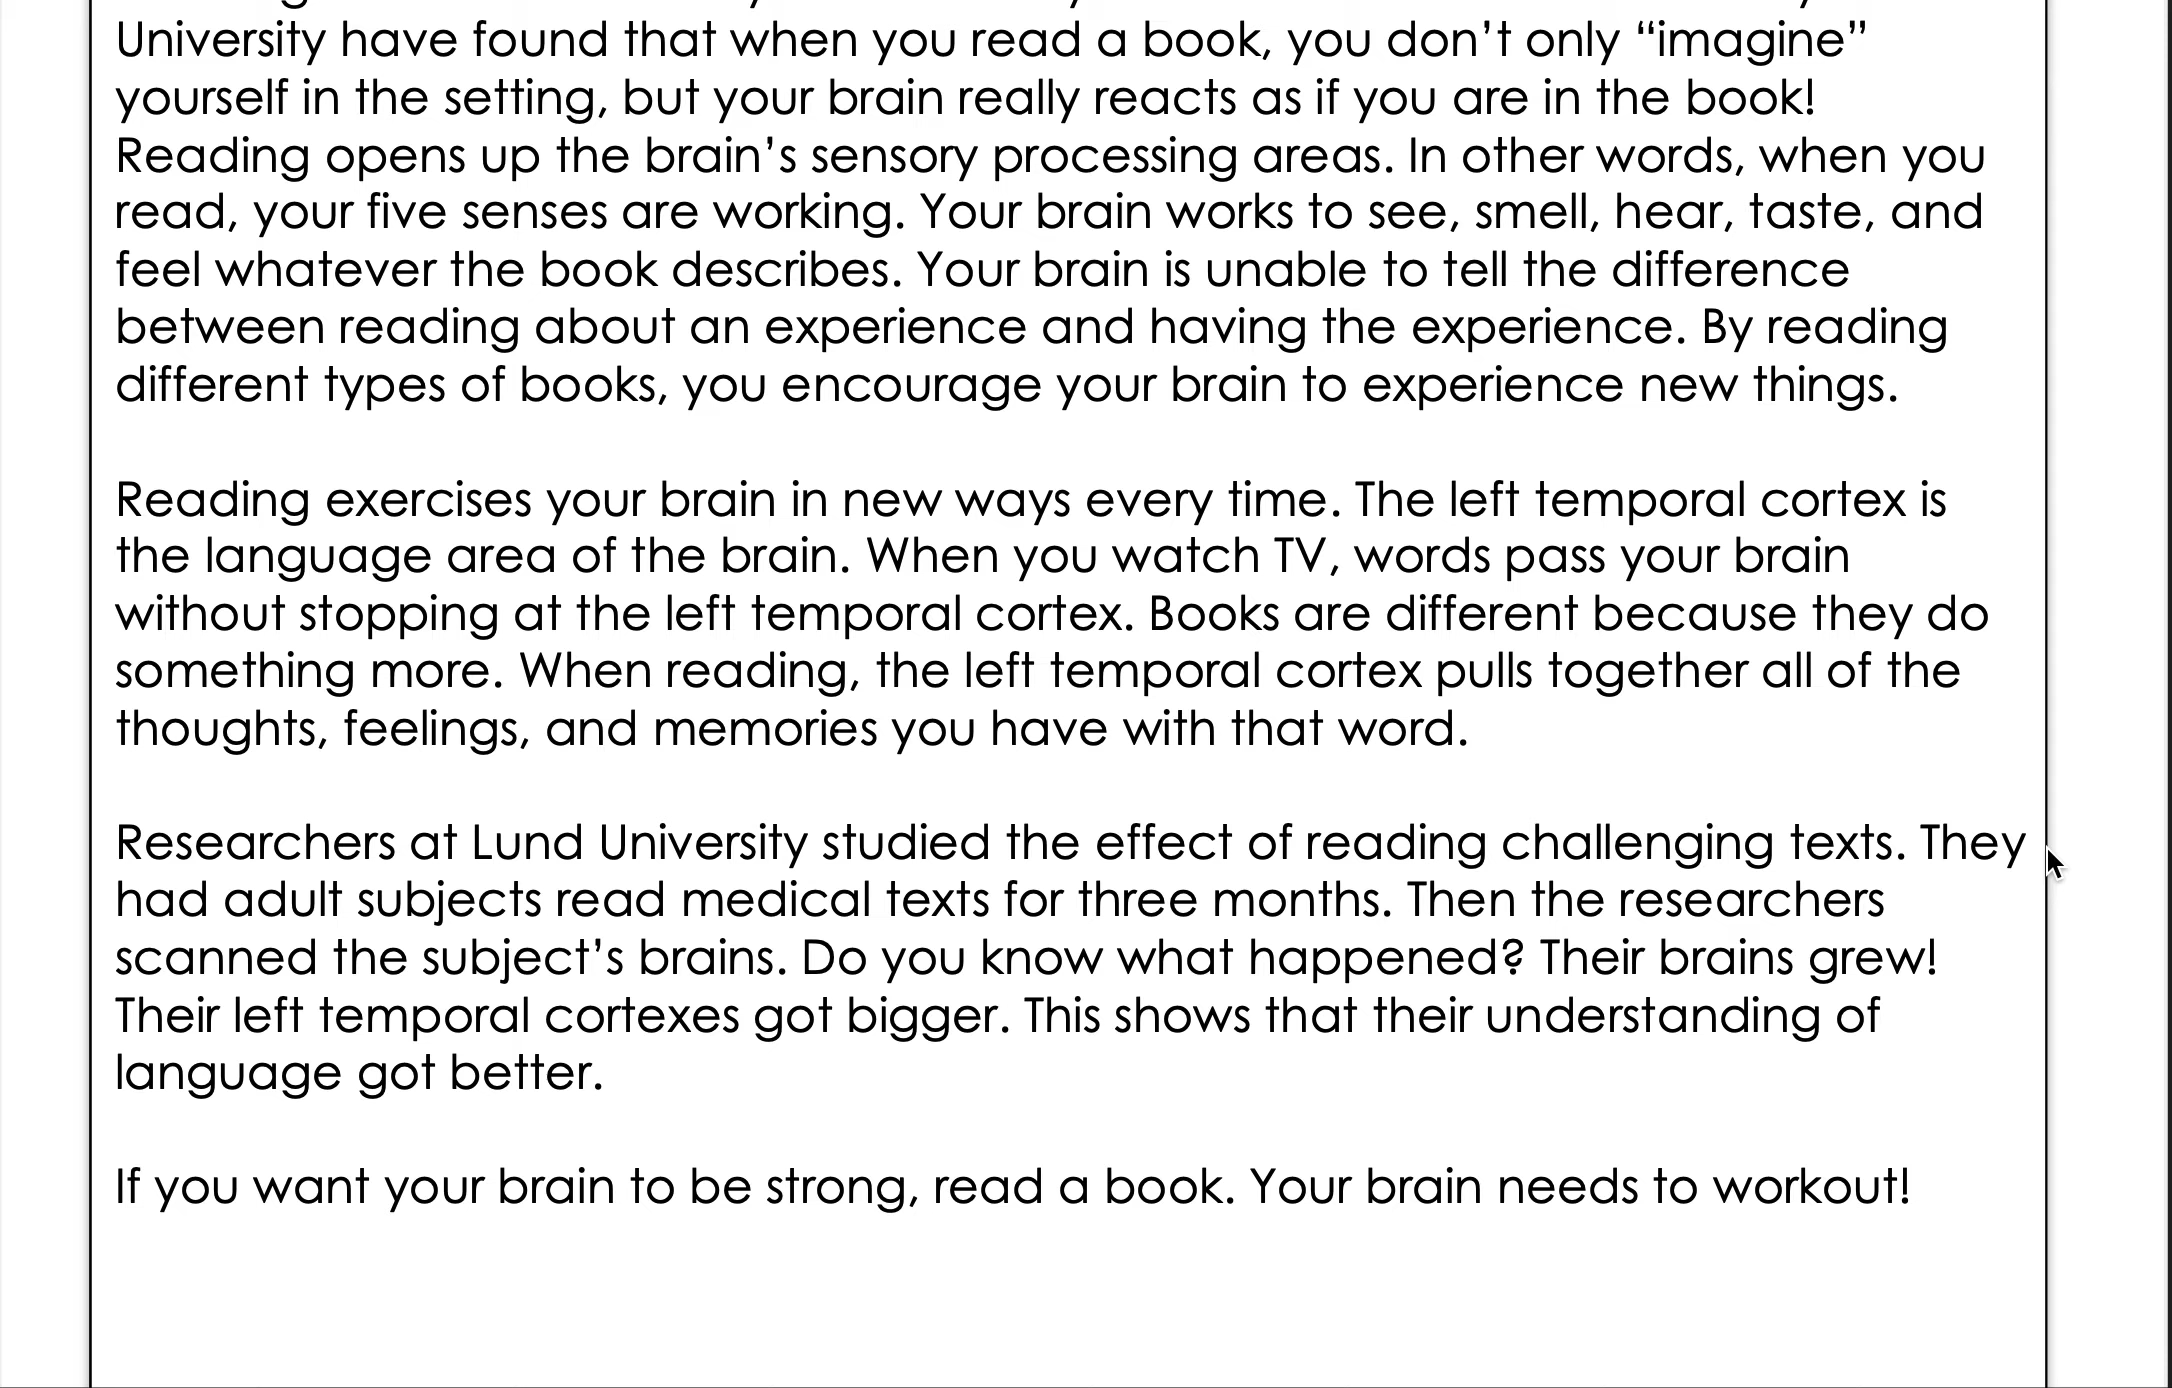 University have found that when you read a book, you don’t only “imagine”
yourself in the setting, but your brain really reacts as if you are in the book!
Reading opens up the brain’s sensory processing areas. In other words, when you
read, your five senses are working. Your brain works to see, smell, hear, taste, and
feel whatever the book describes. Your brain is unable to tell the difference
between reading about an experience and having the experience. By reading
different types of books, you encourage your brain to experience new things.
Reading exercises your brain in new ways every time. The left temporal cortex is
the language area of the brain. When you watch TV, words pass your brain
without stopping at the left temporal cortex. Books are different because they do
something more. When reading, the left temporal cortex pulls together all of the
thoughts, feelings, and memories you have with that word.
Researchers at Lund University studied the effect of reading challenging texts. They
had adult subjects read medical texts for three months. Then the researchers
scanned the subject’s brains. Do you know what happened? Their brains grew!
Their left temporal cortexes got bigger. This shows that their understanding of
language got better.
If you want your brain to be strong, read a book. Your brain needs to workout!